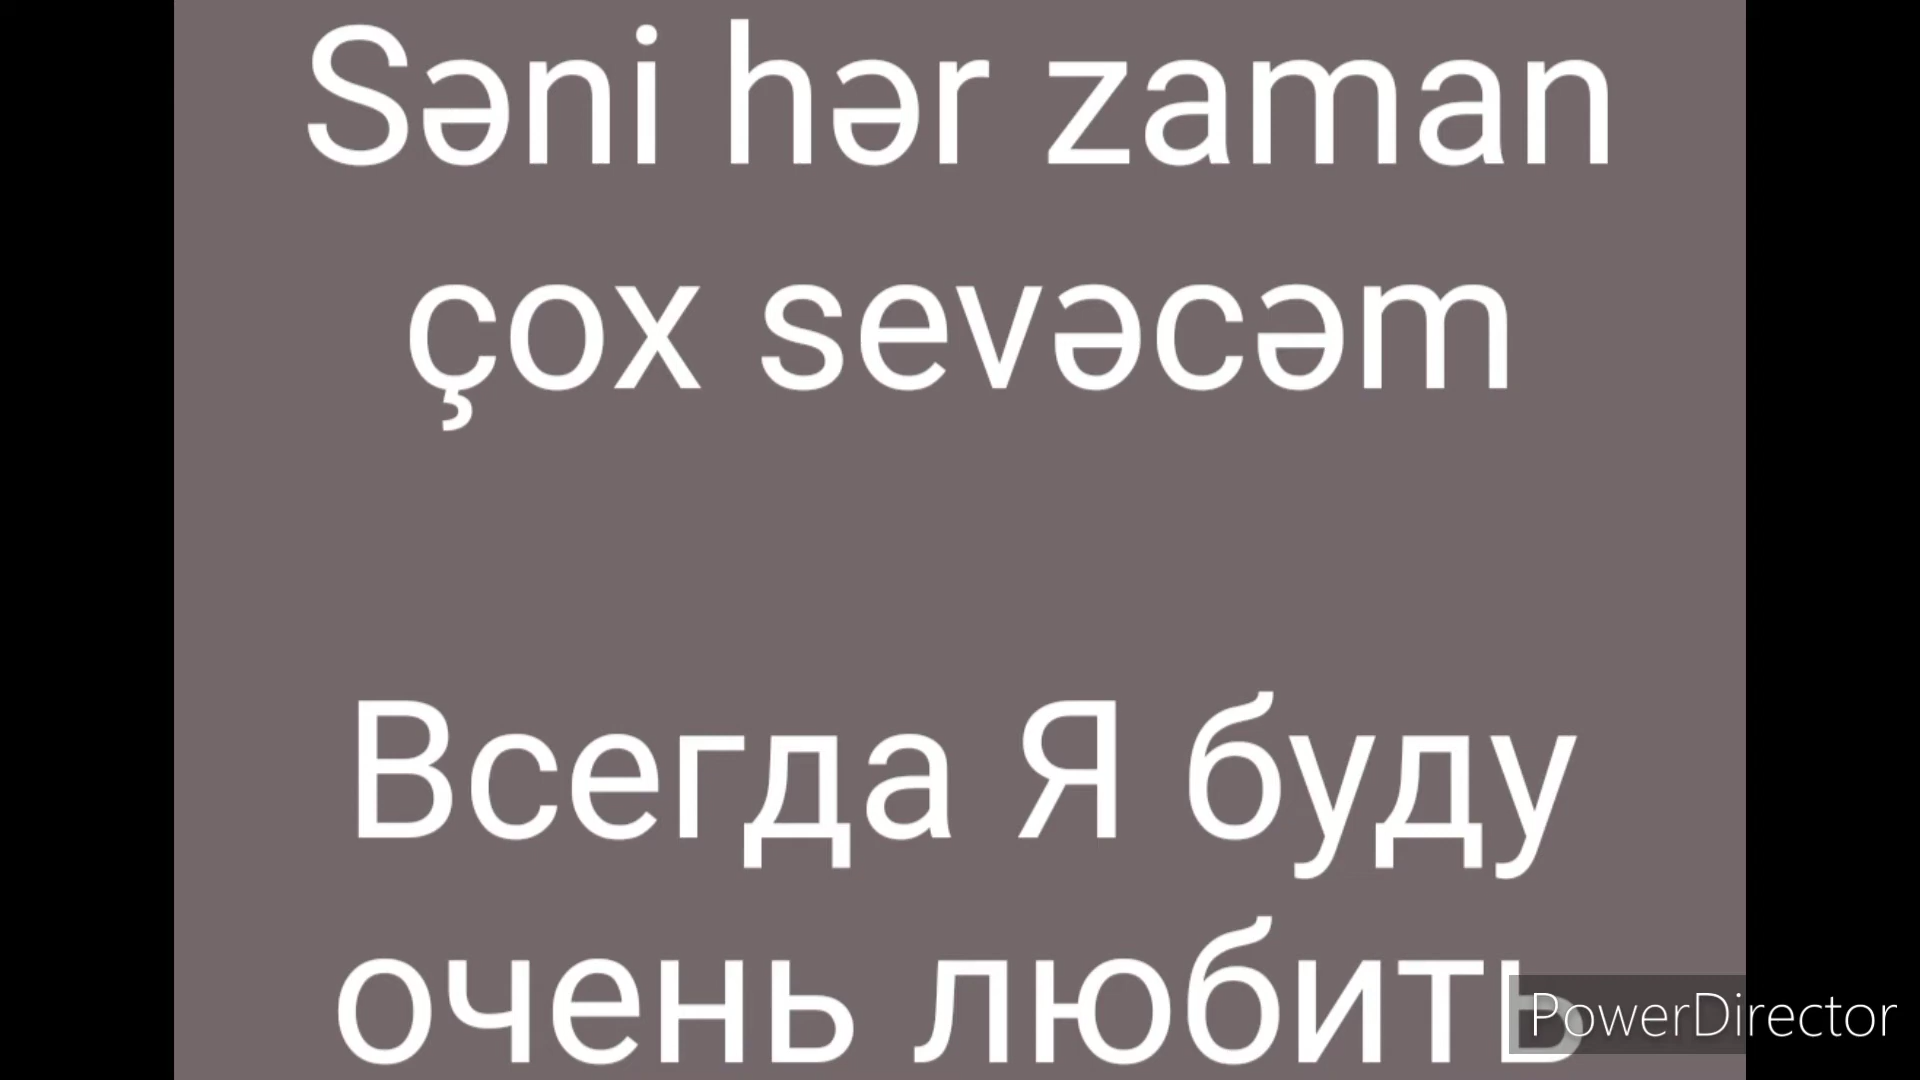 Səni hər zaman
çox sevəcəm
Всегда Я буду
очень любить
PowerDirector